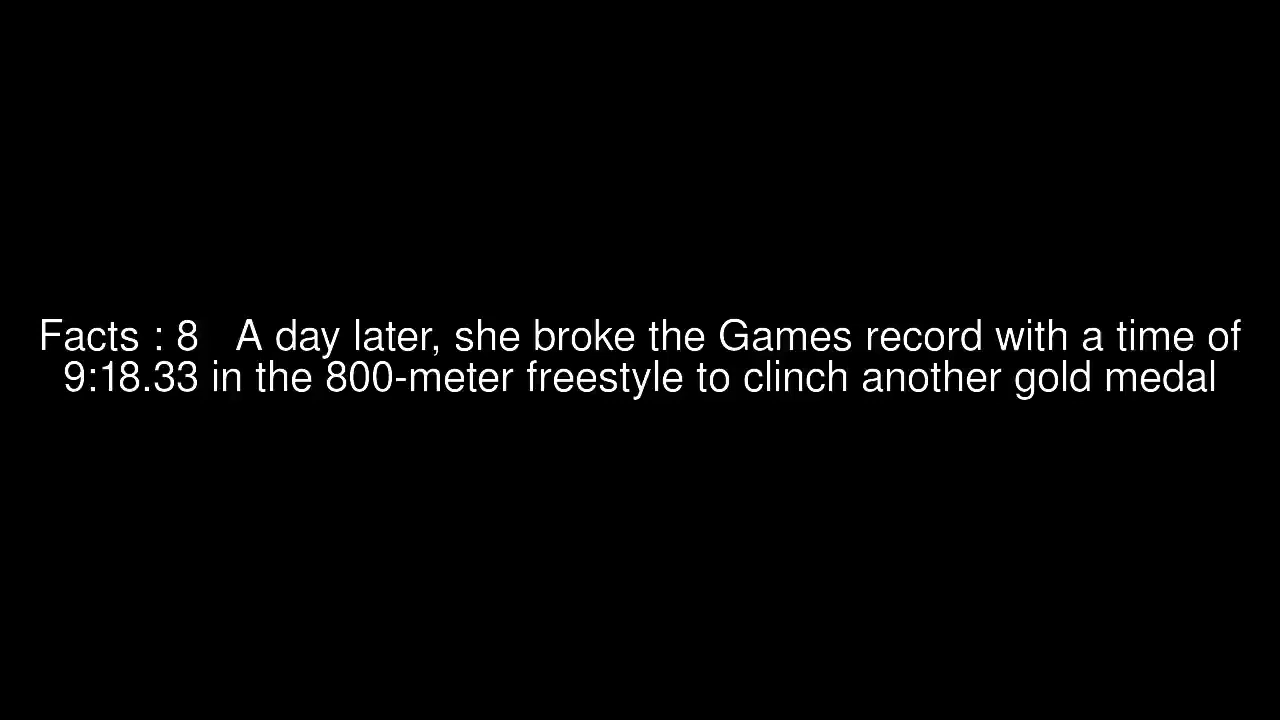 Facts : 8   A day later, she broke the Games record with a time of
9:18.33 in the 800-meter freestyle to clinch another gold medal